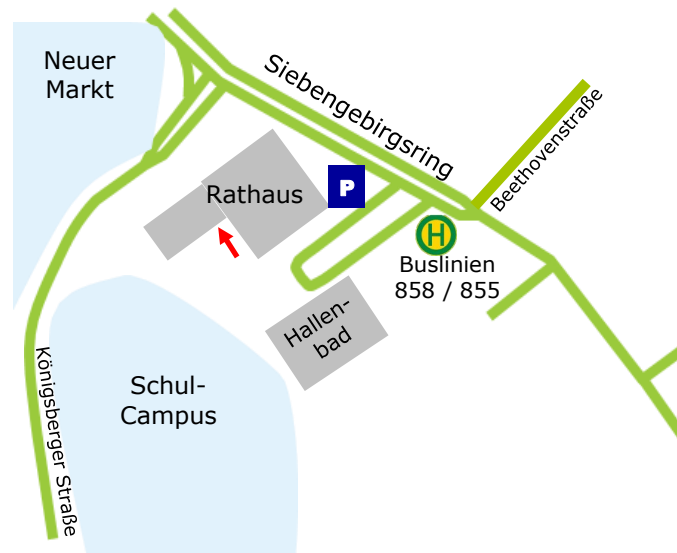 Neuer
Markt
Siebengebirgsring
Beethovenstraße
Rathaus
P
H
Buslinien
858 / 855
Hallen-
bad
Schul-
Campus
Königsberger Straße